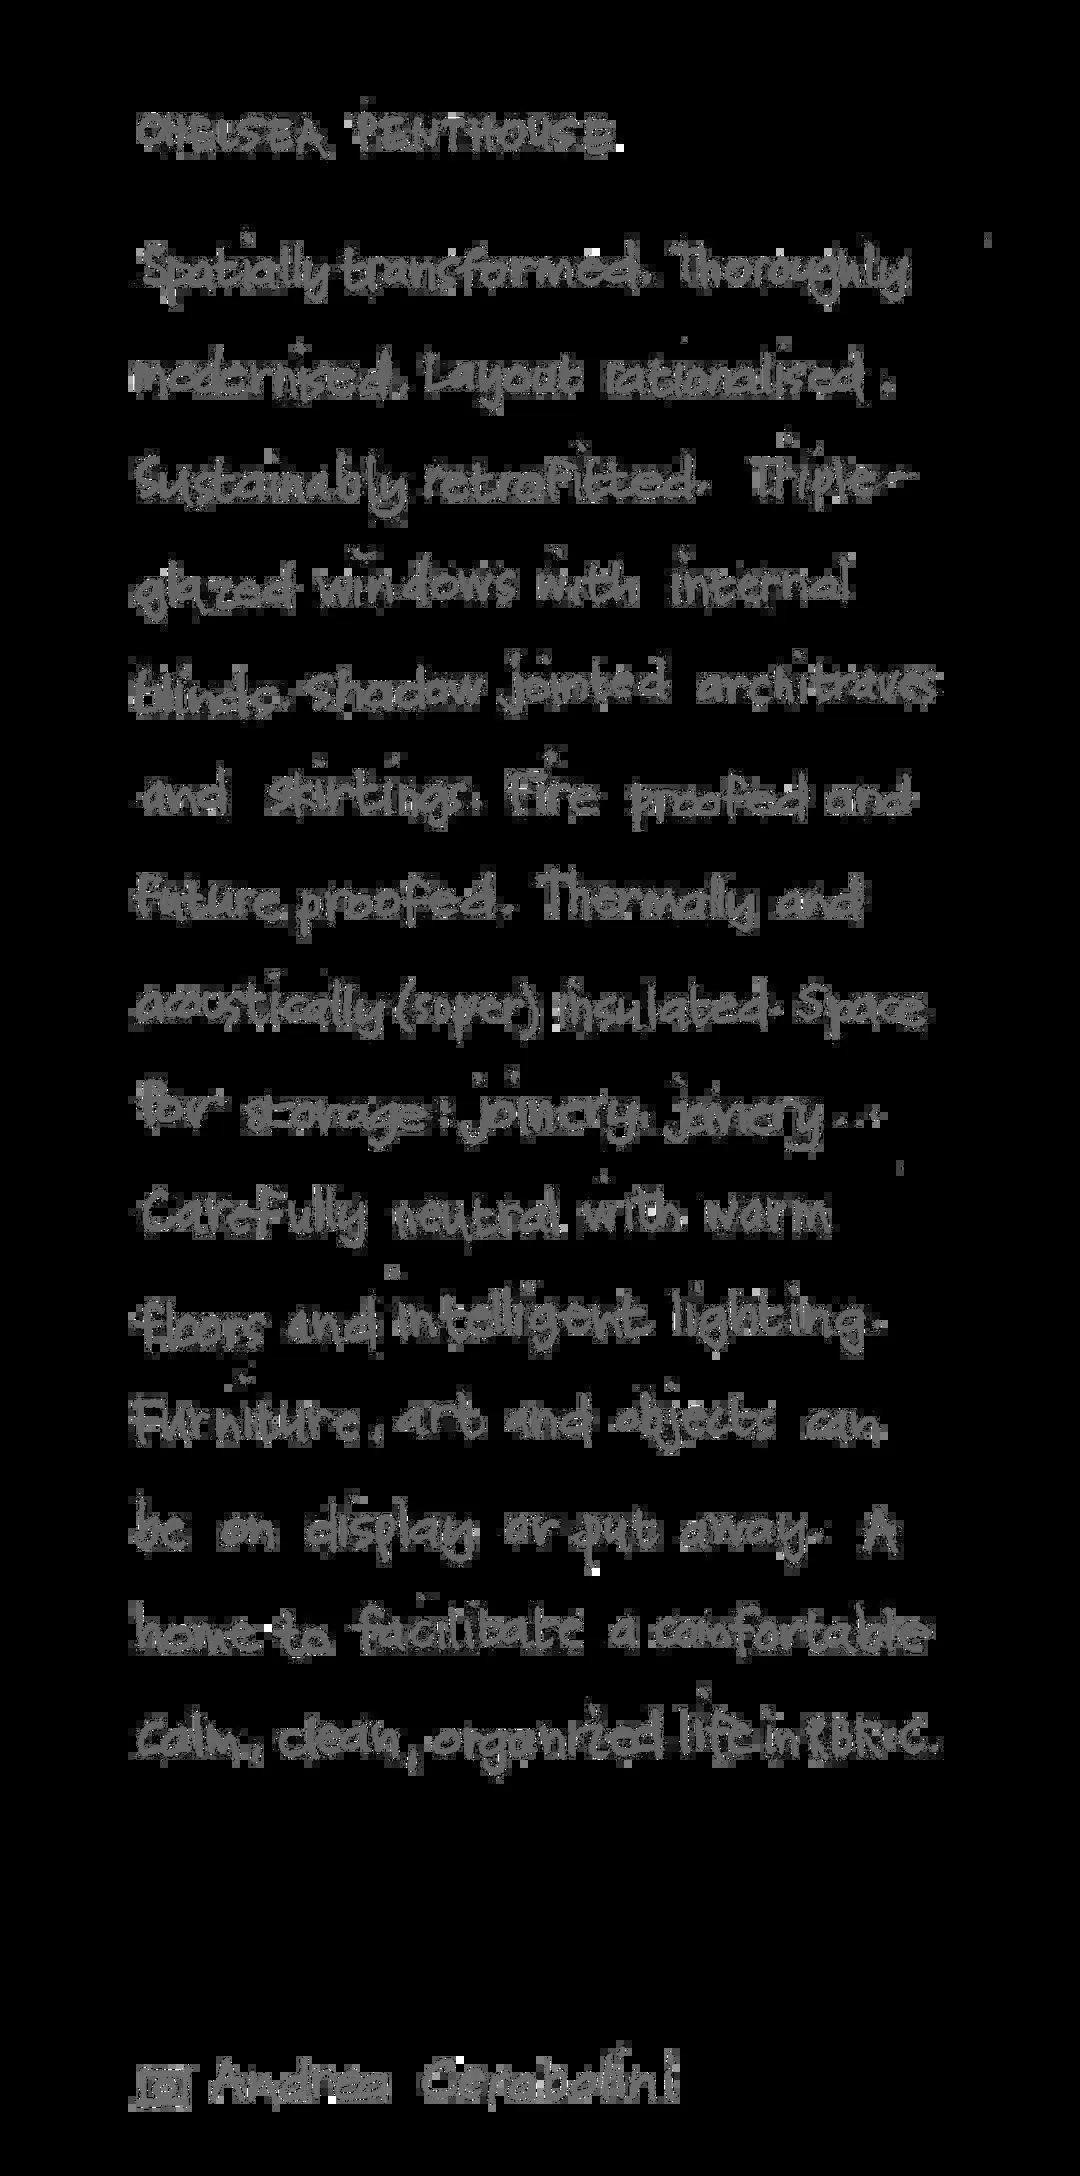 CHELSEA PENTHOUSE
Spatially transformed. Thoroughly
modernised. Layout rationalised.
Sustainably retrofitted. Triple-
glazed windows with internal
blinds. Shadow jointed architraves
and skirtings. Fire proofed and
future proofed. Thermally and
acoustically (super) insulated. Space
for storage: joinery, joinery...
Carefully neutral with warm
floors and intelligent lighting.
Furniture, art and objects can
be on display or put away. A
home to facilitate a comfortable
calm, clean, organized life in RBKC.
Andrea Cerabolini